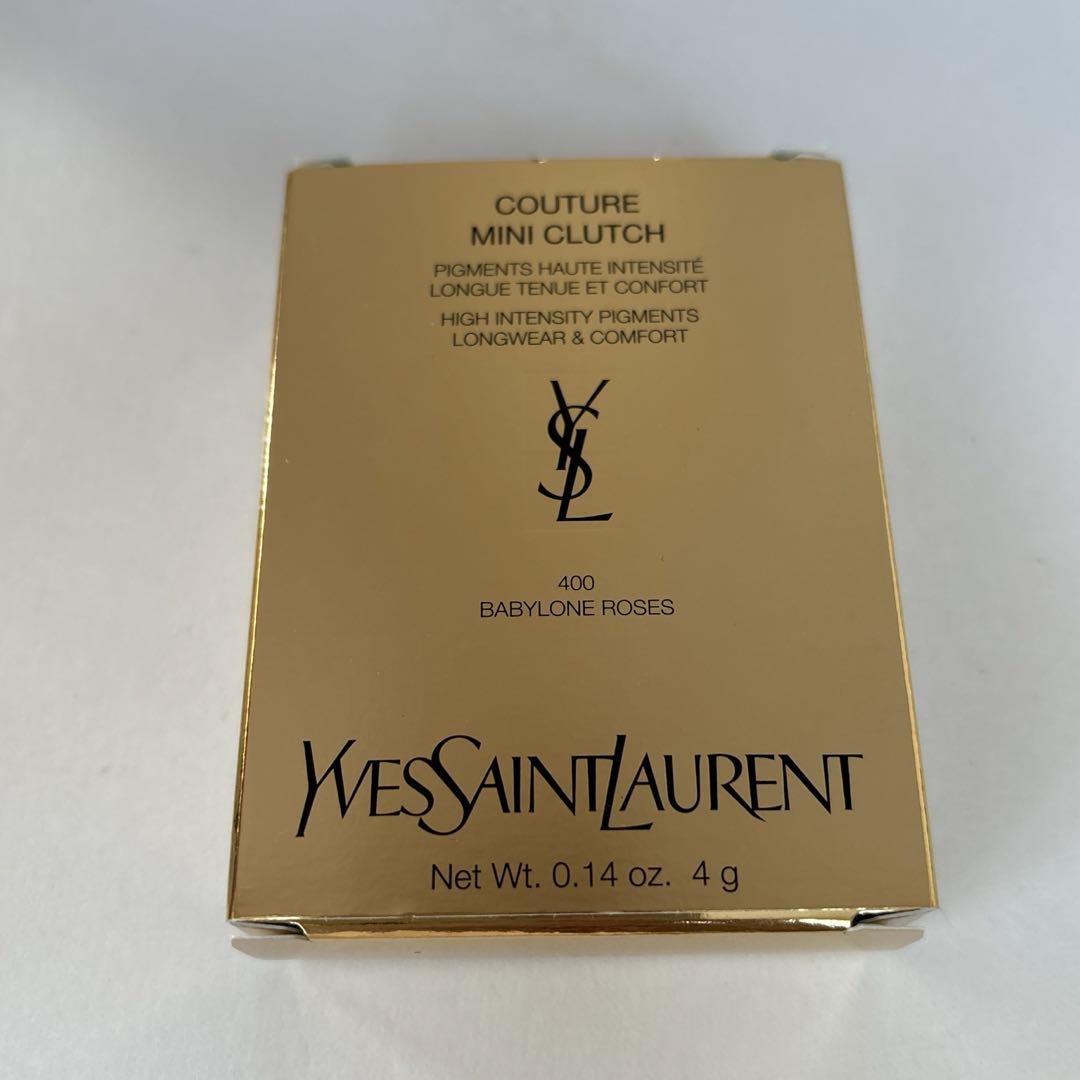 COUTURE
MINI CLUTCH
PIGMENTS HAUTE INTENSITÉ
LONGUE TENUE ET CONFORT
HIGH INTENSITY PIGMENTS
LONGWEAR & COMFORT
YSL
400
BABYLONE ROSES
YVESSAINTLAURENT
Net Wt. 0.14 oz. 4 g